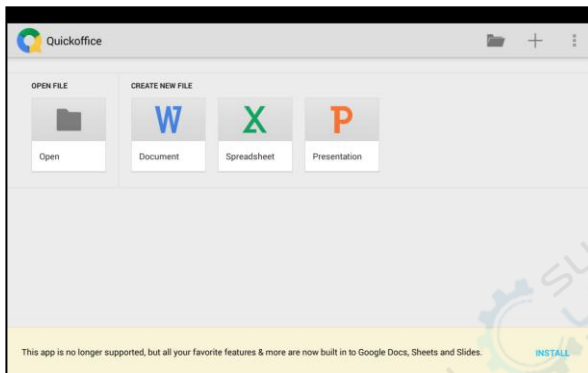 Quickoffice
OPEN FILE
CREATE NEW FILE
W
X
P
Open
Document
Spreadsheet
Presentation
This app is no longer supported, but all your favorite features & more are now built in to Google Docs, Sheets and Slides.
INSTALL
SU